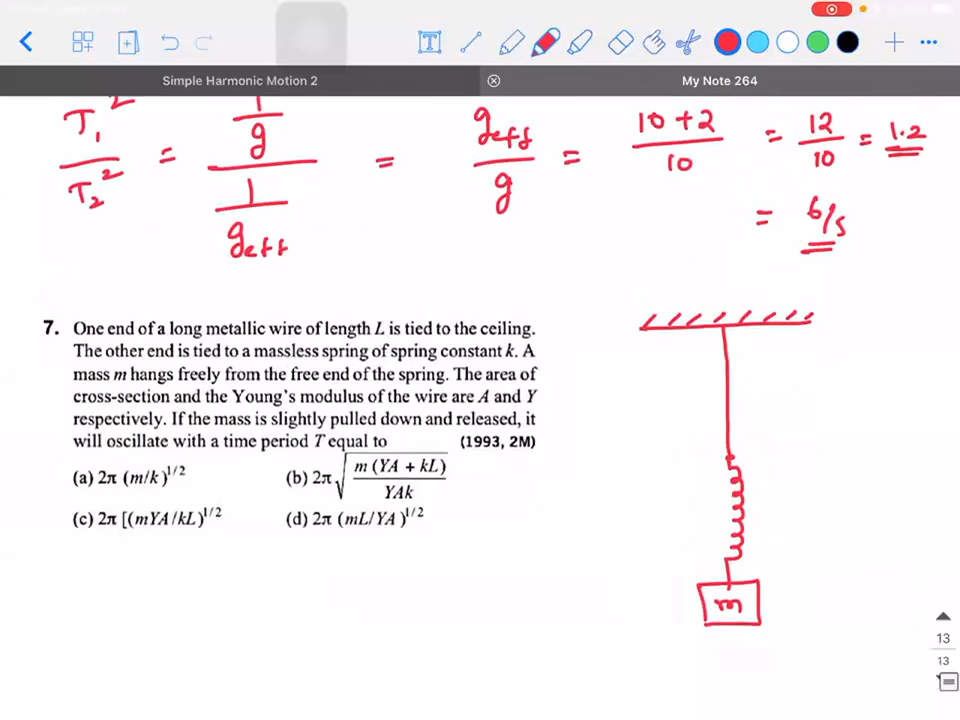 Simple Harmonic Motion 2
My Note 264
T₁² / T₂² = (1/g) / (1/g_eff) = g_eff / g = (10 + 2) / 10 = 12/10 = 1.2
= 6/5
7. One end of a long metallic wire of length L is tied to the ceiling.
The other end is tied to a massless spring of spring constant k. A
mass m hangs freely from the free end of the spring. The area of
cross-section and the Young's modulus of the wire are A and Y
respectively. If the mass is slightly pulled down and released, it
will oscillate with a time period T equal to (1993, 2M)
(a) 2π (m/k)^1/2 (b) 2π √(m (YA + kL) / YAk)
(c) 2π [(mYA/kL)^1/2 (d) 2π (mL/YA )^1/2
m
13
13